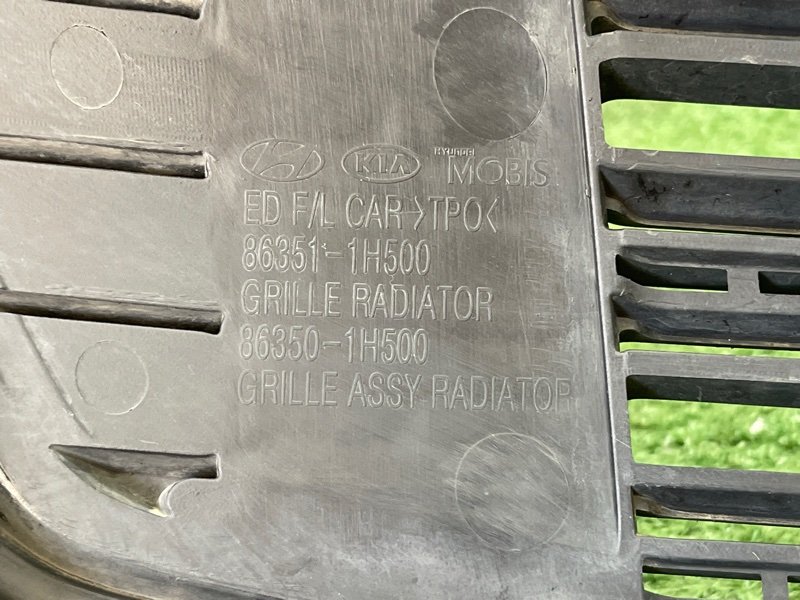 KIA HYUNDAI MOBIS
ED F/L CAR >TPO<
86351-1H500
GRILLE RADIATOR
86350-1H500
GRILLE ASSY RADIATOR